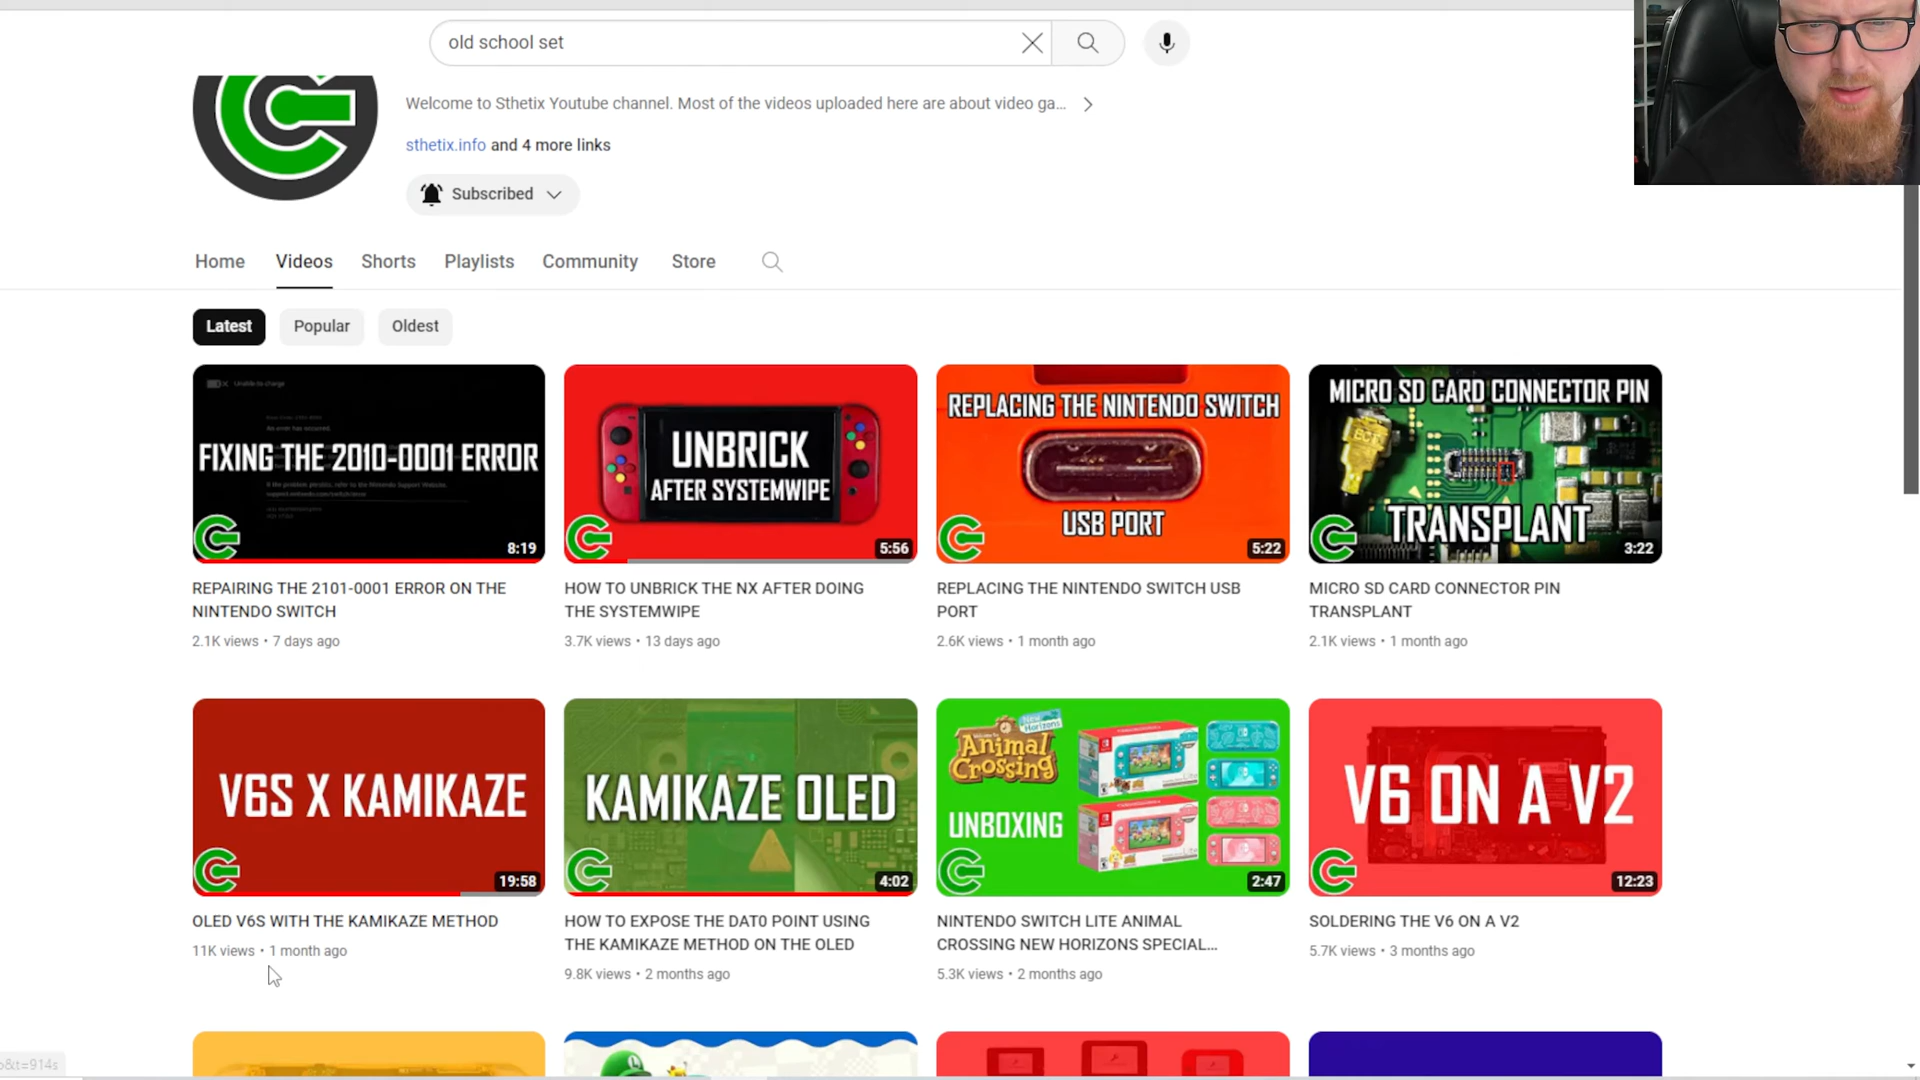 old school set
Welcome to Sthetix Youtube channel. Most of the videos uploaded here are about video ga...
sthetix.info and 4 more links
Subscribed
Home Videos Shorts Playlists Community Store
Latest Popular Oldest
Unable to charge
FIXING THE 2010-0001 ERROR
8:19
UNBRICK
AFTER SYSTEMWIPE
5:56
REPLACING THE NINTENDO SWITCH
USB PORT
5:22
MICRO SD CARD CONNECTOR PIN
TRANSPLANT
3:22
REPAIRING THE 2101-0001 ERROR ON THE
NINTENDO SWITCH
2.1K views • 7 days ago
HOW TO UNBRICK THE NX AFTER DOING
THE SYSTEMWIPE
3.7K views • 13 days ago
REPLACING THE NINTENDO SWITCH USB
PORT
2.6K views • 1 month ago
MICRO SD CARD CONNECTOR PIN
TRANSPLANT
2.1K views • 1 month ago
V6S X KAMIKAZE
19:58
KAMIKAZE OLED
4:02
New Horizons
Animal
Crossing
UNBOXING
2:47
V6 ON A V2
12:23
OLED V6S WITH THE KAMIKAZE METHOD
11K views • 1 month ago
HOW TO EXPOSE THE DAT0 POINT USING
THE KAMIKAZE METHOD ON THE OLED
9.8K views • 2 months ago
NINTENDO SWITCH LITE ANIMAL
CROSSING NEW HORIZONS SPECIAL...
5.3K views • 2 months ago
SOLDERING THE V6 ON A V2
5.7K views • 3 months ago
&t=914s